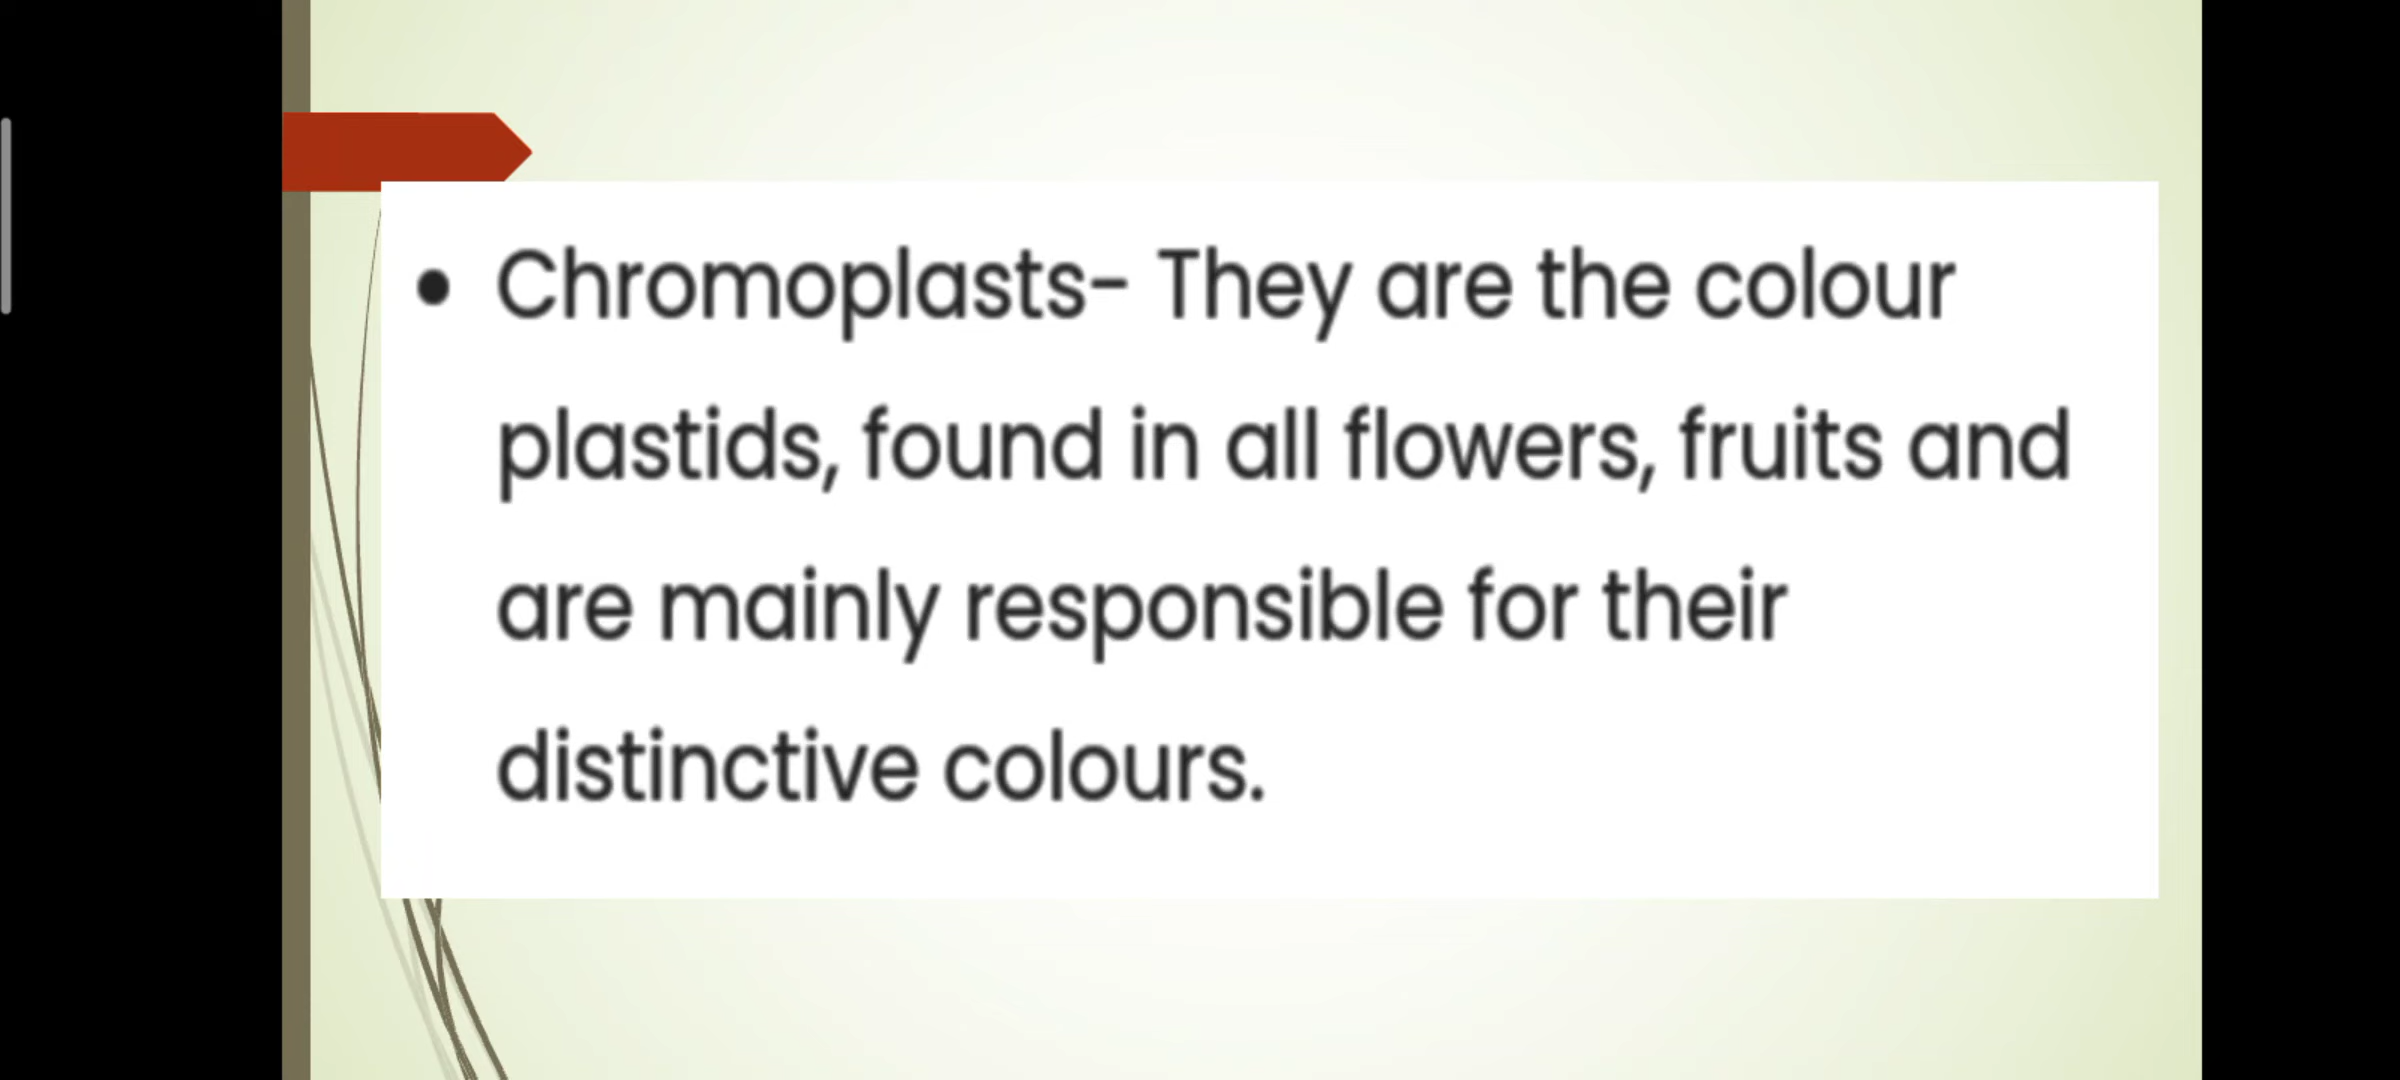 • Chromoplasts- They are the colour
plastids, found in all flowers, fruits and
are mainly responsible for their
distinctive colours.